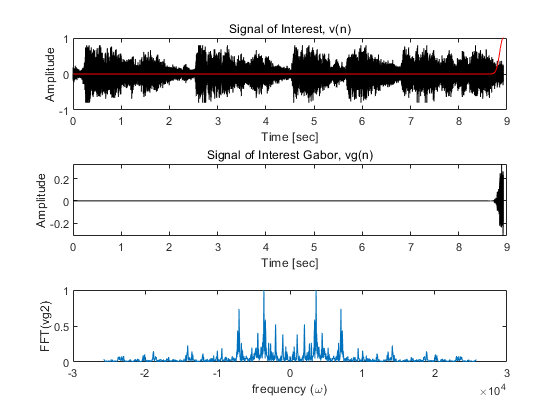 Signal of Interest, v(n)
1
0
-1
Amplitude
0 1 2 3 4 5 6 7 8 9
Time [sec]
Signal of Interest Gabor, vg(n)
0.2
0
-0.2
Amplitude
0 1 2 3 4 5 6 7 8 9
Time [sec]
1
0.5
0
FFT(vg2)
-3 -2 -1 0 1 2 3
frequency (ω)
×10⁴